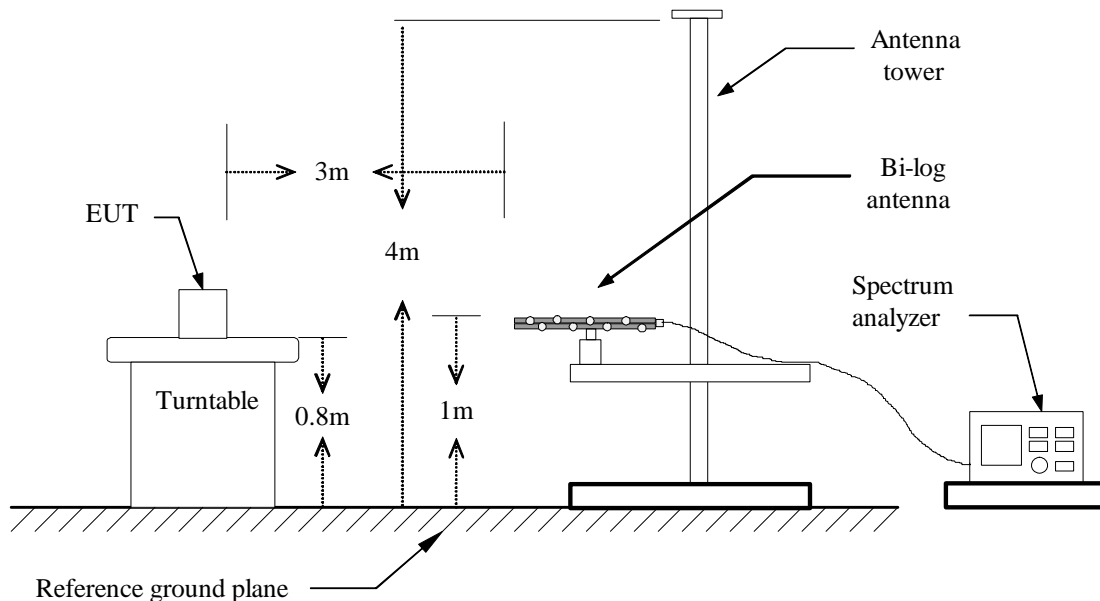 Antenna
tower
3m
Bi-log
antenna
EUT
4m
Spectrum
analyzer
Turntable
0.8m
1m
Reference ground plane